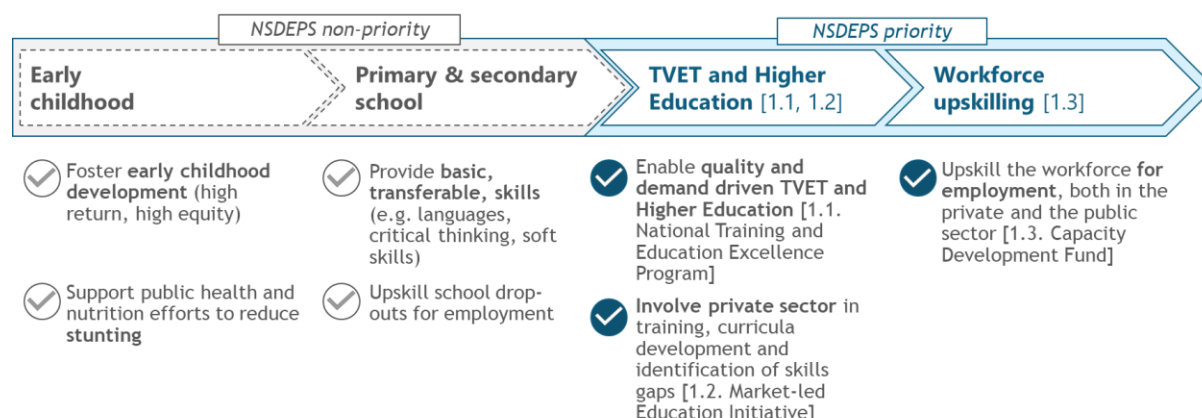 NSDEPS non-priority
NSDEPS priority
Early
childhood
Primary & secondary
school
TVET and Higher
Education [1.1, 1.2]
Workforce
upskilling [1.3]
Foster early childhood
development (high
return, high equity)
Support public health and
nutrition efforts to reduce
stunting
Provide basic,
transferable, skills
(e.g. languages,
critical thinking, soft
skills)
Upskill school drop-
outs for employment
Enable quality and
demand driven TVET and
Higher Education [1.1.
National Training and
Education Excellence
Program]
Involve private sector in
training, curricula
development and
identification of skills
gaps [1.2. Market-led
Education Initiative]
Upskill the workforce for
employment, both in the
private and the public
sector [1.3. Capacity
Development Fund]